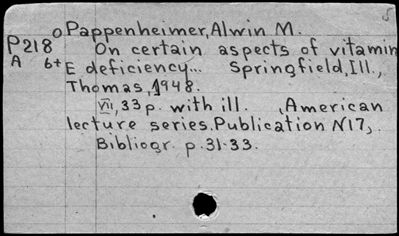 5
o Pappenheimer, Alwin M.
P218 On certain aspects of vitamin
A 6+ E deficiency... Springfield, Ill.,
Thomas, 1948.
VII, 33 p. with ill. (American
lecture series. Publication N17).
Bibliogr. p. 31-33.